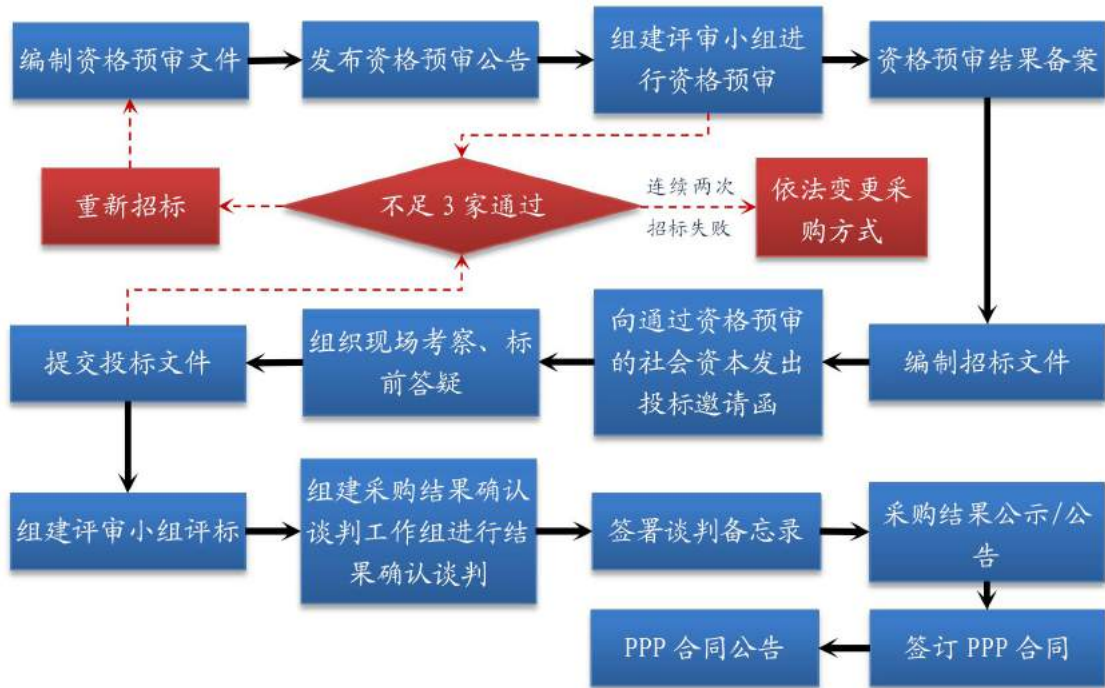 编制资格预审文件
发布资格预审公告
组建评审小组进
行资格预审
资格预审结果备案
重新招标
不足 3 家通过
连续两次
招标失败
依法变更采
购方式
提交投标文件
组织现场考察、标
前答疑
向通过资格预审
的社会资本发出
投标邀请函
编制招标文件
组建评审小组评标
组建采购结果确认
谈判工作组进行结
果确认谈判
签署谈判备忘录
采购结果公示/公
告
PPP 合同公告
签订 PPP 合同